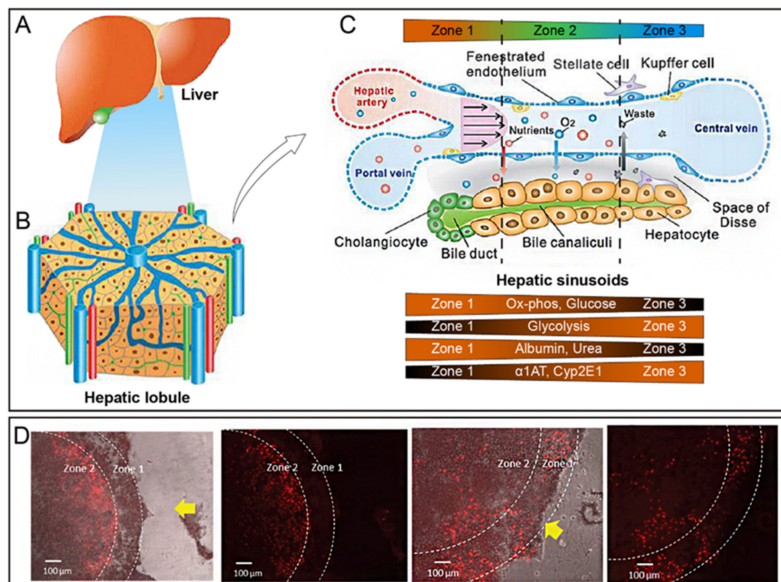 A
Liver
B
Hepatic lobule
C
Zone 1 Zone 2 Zone 3
Fenestrated
endothelium
Stellate cell
Kupffer cell
Hepatic
artery
Nutrients
O2
Waste
Central vein
Portal vein
Cholangiocyte
Bile duct
Bile canaliculi
Hepatocyte
Space of
Disse
Hepatic sinusoids
Zone 1 Ox-phos, Glucose Zone 3
Zone 1 Glycolysis Zone 3
Zone 1 Albumin, Urea Zone 3
Zone 1 α1AT, Cyp2E1 Zone 3
D
Zone 2 Zone 1
100 μm
Zone 2 Zone 1
100 μm
Zone 2 Zone 1
100 μm
100 μm